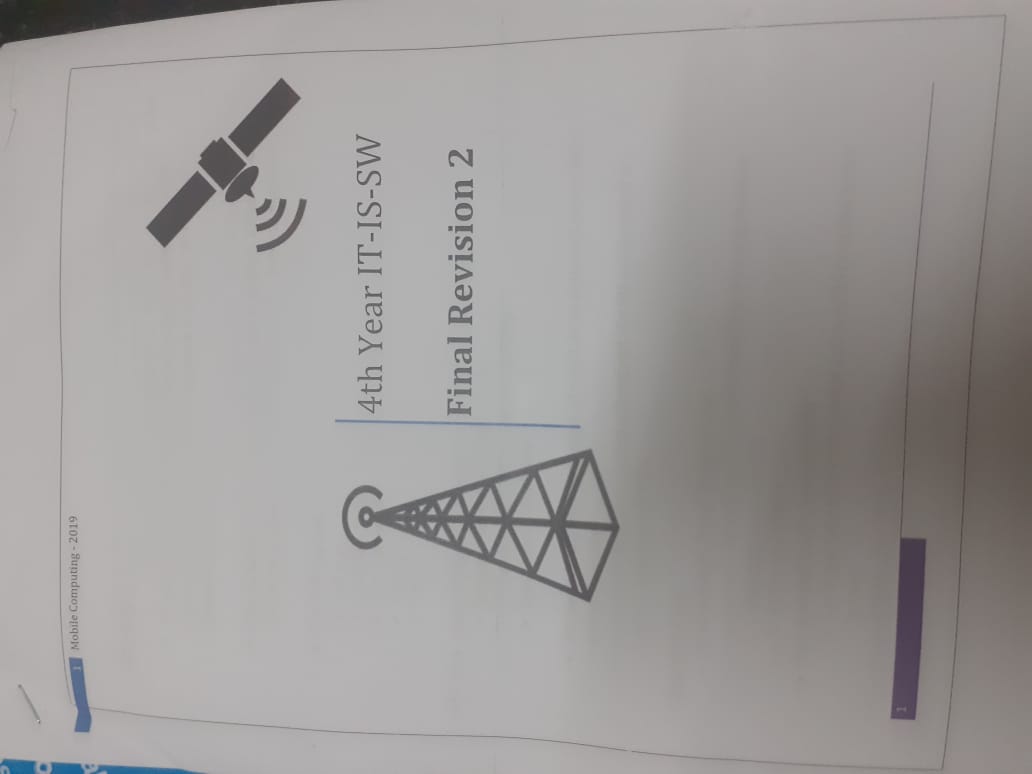 1 Mobile Computing - 2019
4th Year IT-IS-SW
Final Revision 2
1